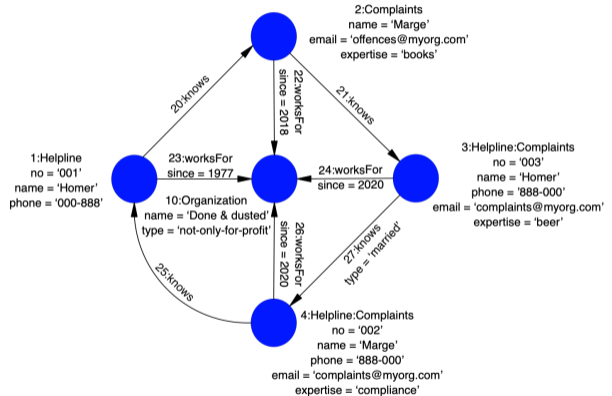 2:Complaints
name = ‘Marge’
email = ‘offences@myorg.com’
expertise = ‘books’
20:knows
22:worksFor
since = 2018
21:knows
1:Helpline
no = ‘001’
name = ‘Homer’
phone = ‘000-888’
23:worksFor
since = 1977
24:worksFor
since = 2020
3:Helpline:Complaints
no = ‘003’
name = ‘Homer’
phone = ‘888-000’
email = ‘complaints@myorg.com’
expertise = ‘beer’
10:Organization
name = ‘Done & dusted’
type = ‘not-only-for-profit’
26:worksFor
since = 2020
27:knows
type = ‘married’
25:knows
4:Helpline:Complaints
no = ‘002’
name = ‘Marge’
phone = ‘888-000’
email = ‘complaints@myorg.com’
expertise = ‘compliance’